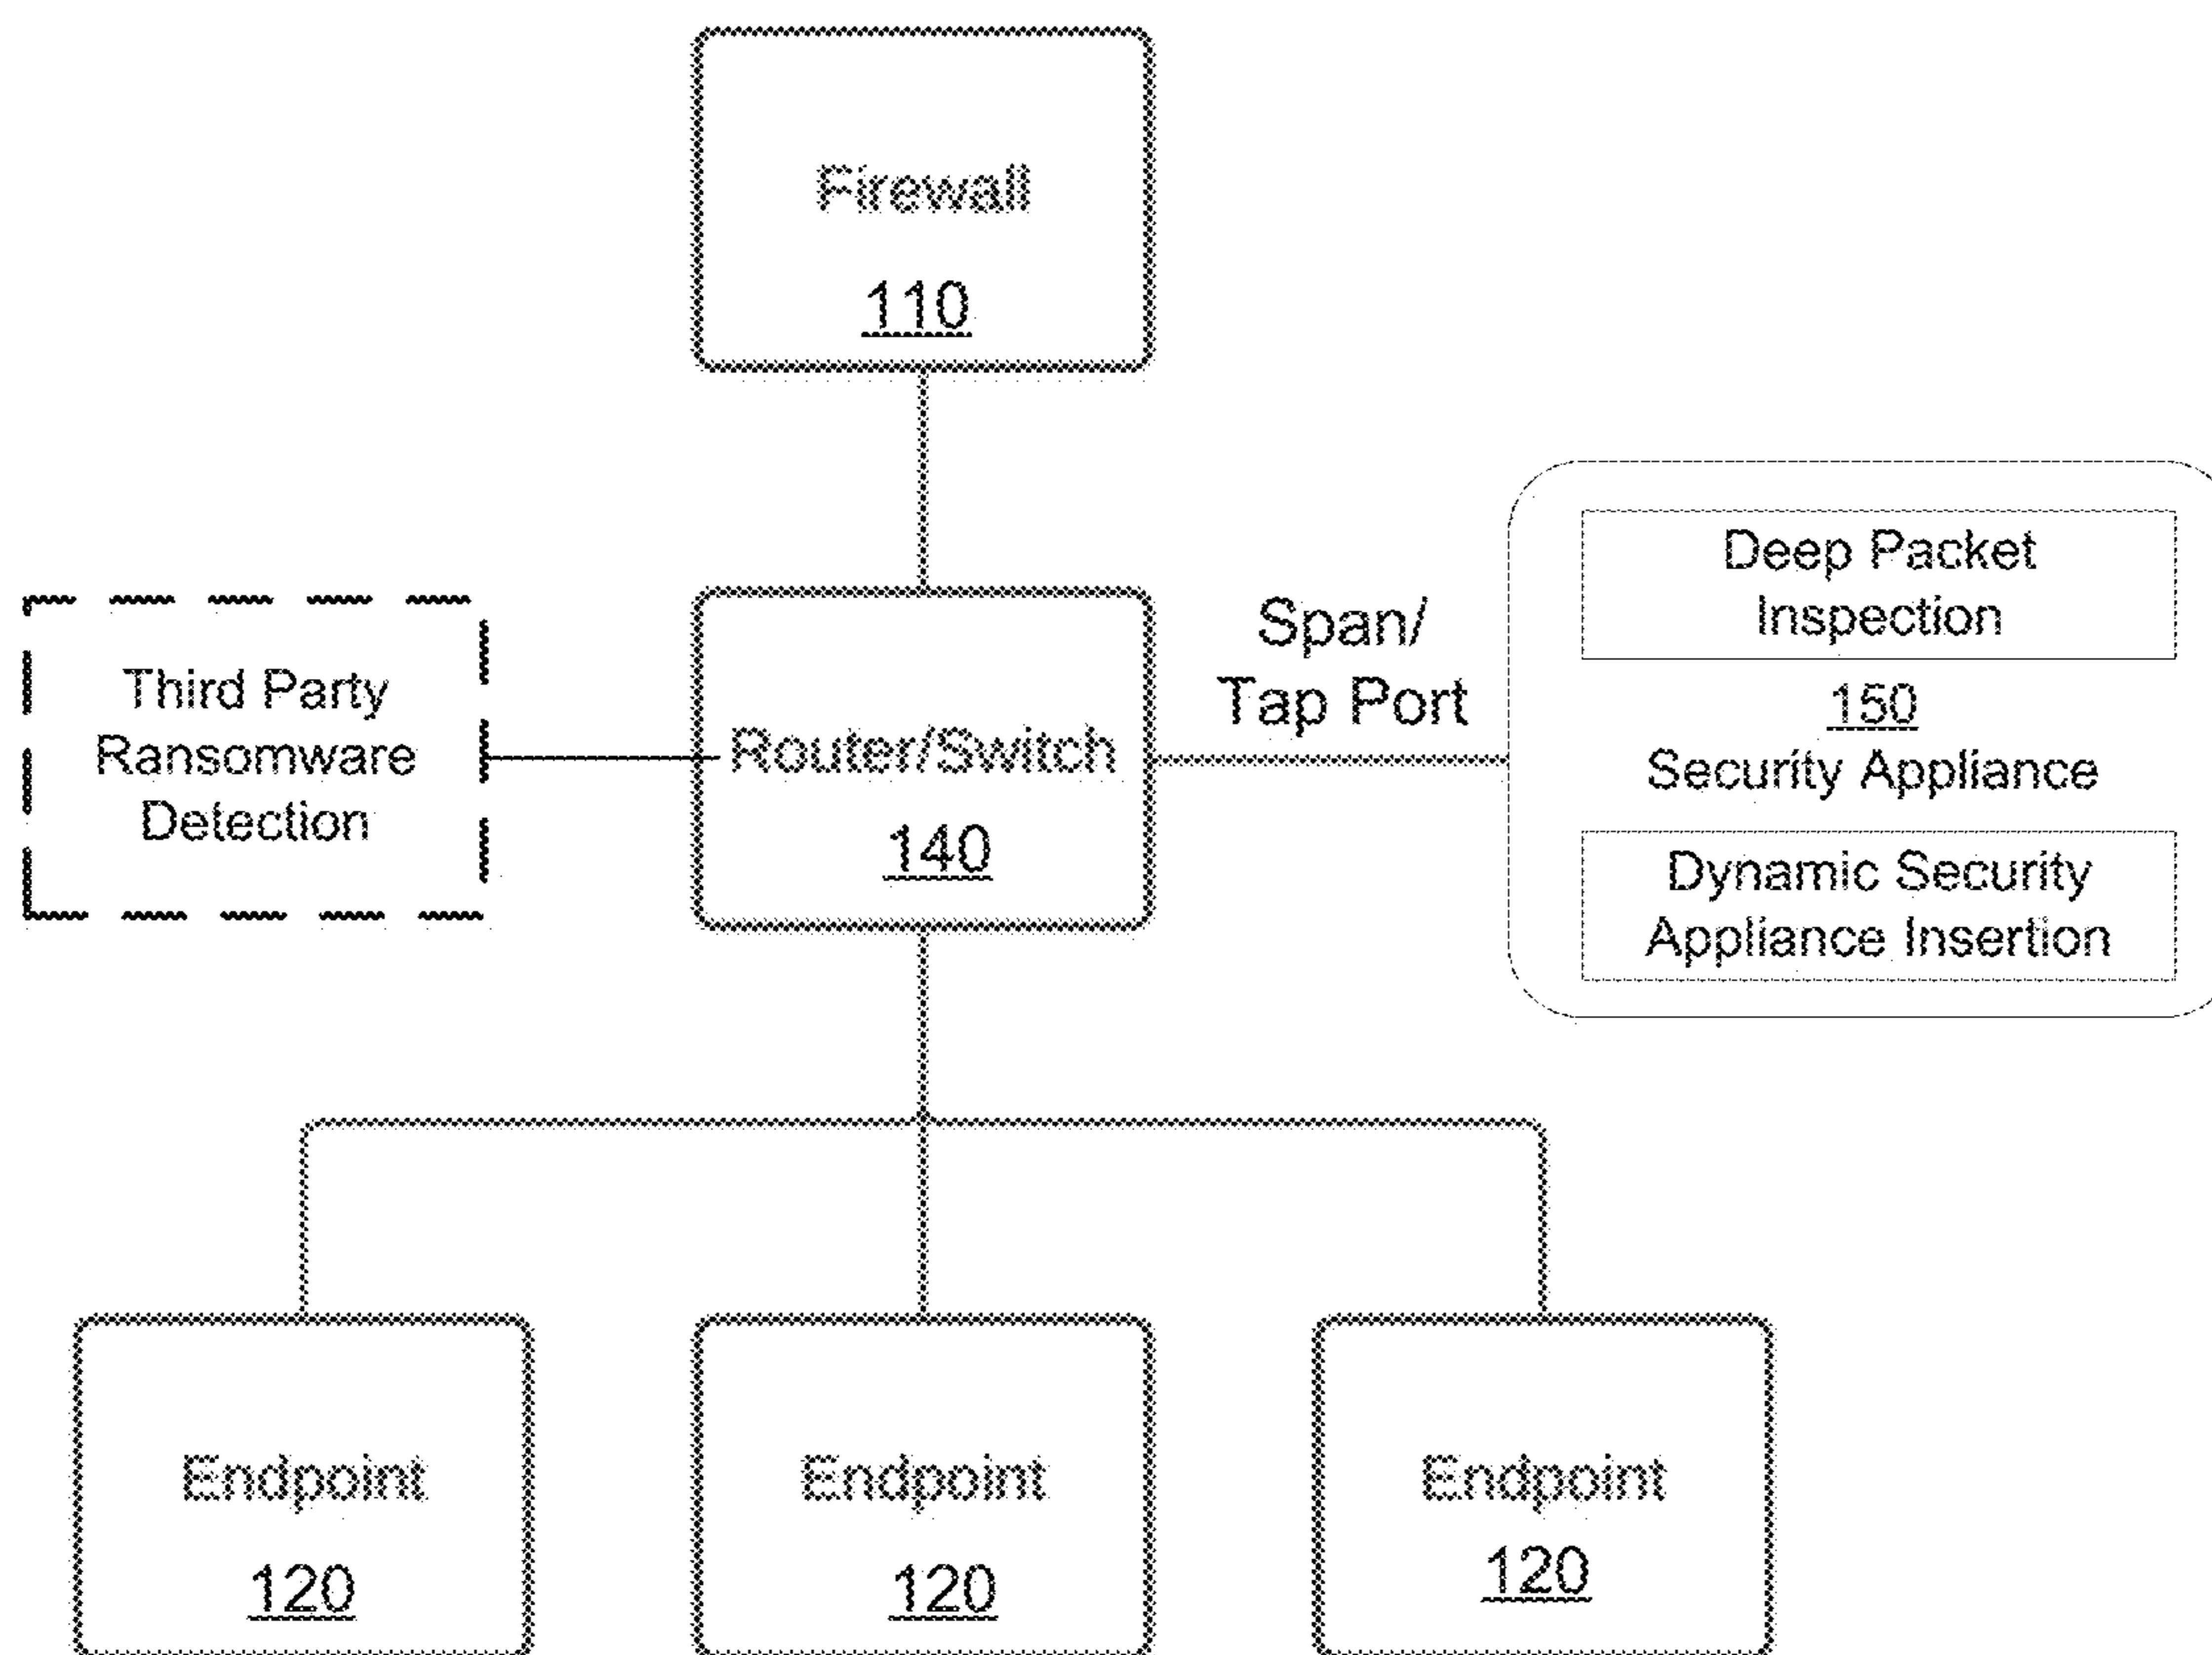 Firewall
110
Third Party
Ransomware
Detection
Router/Switch
140
Span/
Tap Port
Deep Packet
Inspection
150
Security Appliance
Dynamic Security
Appliance Insertion
Endpoint
120
Endpoint
120
Endpoint
120